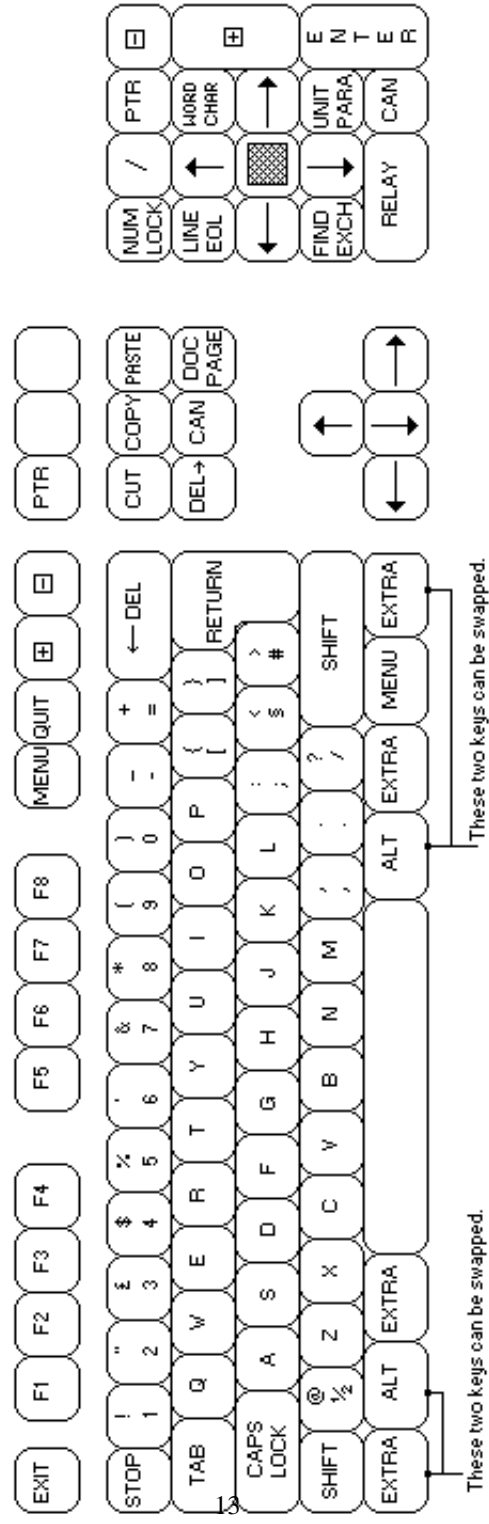 EXIT F1 F2 F3 F4 F5 F6 F7 F8 MENU QUIT + - PTR
! " £ $ % ' & * ( ) - +
STOP 1 2 3 4 5 6 7 8 9 0 - = ← DEL CUT COPY PASTE NUM LOCK / PTR -
TAB Q W E R T Y U I O P { [ } ] RETURN DEL→ CAN DOC PAGE LINE EOL ↑ WORD CHAR +
CAPS LOCK A S D F G H J K L : ; < § > # ← →
SHIFT @ ½ Z X C V B N M , , . . ? / SHIFT ↑ FIND EXCH ↓ UNIT PARA ENTER
EXTRA ALT EXTRA ALT EXTRA MENU EXTRA ← ↓ → RELAY CAN
These two keys can be swapped.
These two keys can be swapped.
13